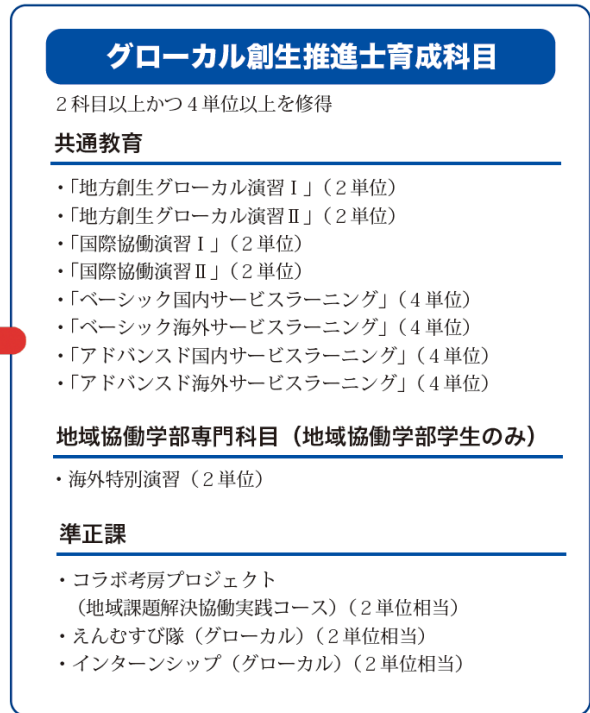 グローカル創生推進士育成科目
２科目以上かつ４単位以上を修得
共通教育
・「地方創生グローカル演習Ⅰ」（２単位）
・「地方創生グローカル演習Ⅱ」（２単位）
・「国際協働演習Ⅰ」（２単位）
・「国際協働演習Ⅱ」（２単位）
・「ベーシック国内サービスラーニング」（４単位）
・「ベーシック海外サービスラーニング」（４単位）
・「アドバンスド国内サービスラーニング」（４単位）
・「アドバンスド海外サービスラーニング」（４単位）
地域協働学部専門科目（地域協働学部学生のみ）
・海外特別演習（２単位）
準正課
・コラボ考房プロジェクト
（地域課題解決協働実践コース）（２単位相当）
・えんむすび隊（グローカル）（２単位相当）
・インターンシップ（グローカル）（２単位相当）